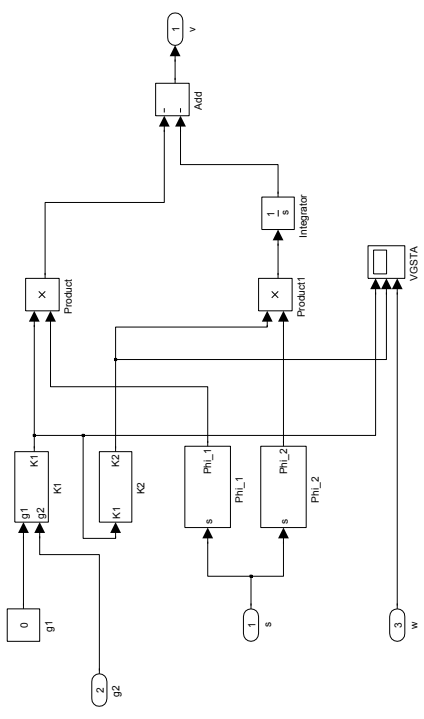 0
g1
2
g2
g1
g2
K1
K1
K1
K2
K2
s
Phi_1
Phi_1
s
Phi_2
Phi_2
1
s
3
w
×
Product
×
Product1
1
s
Integrator
VGSTA
–
–
Add
1
v